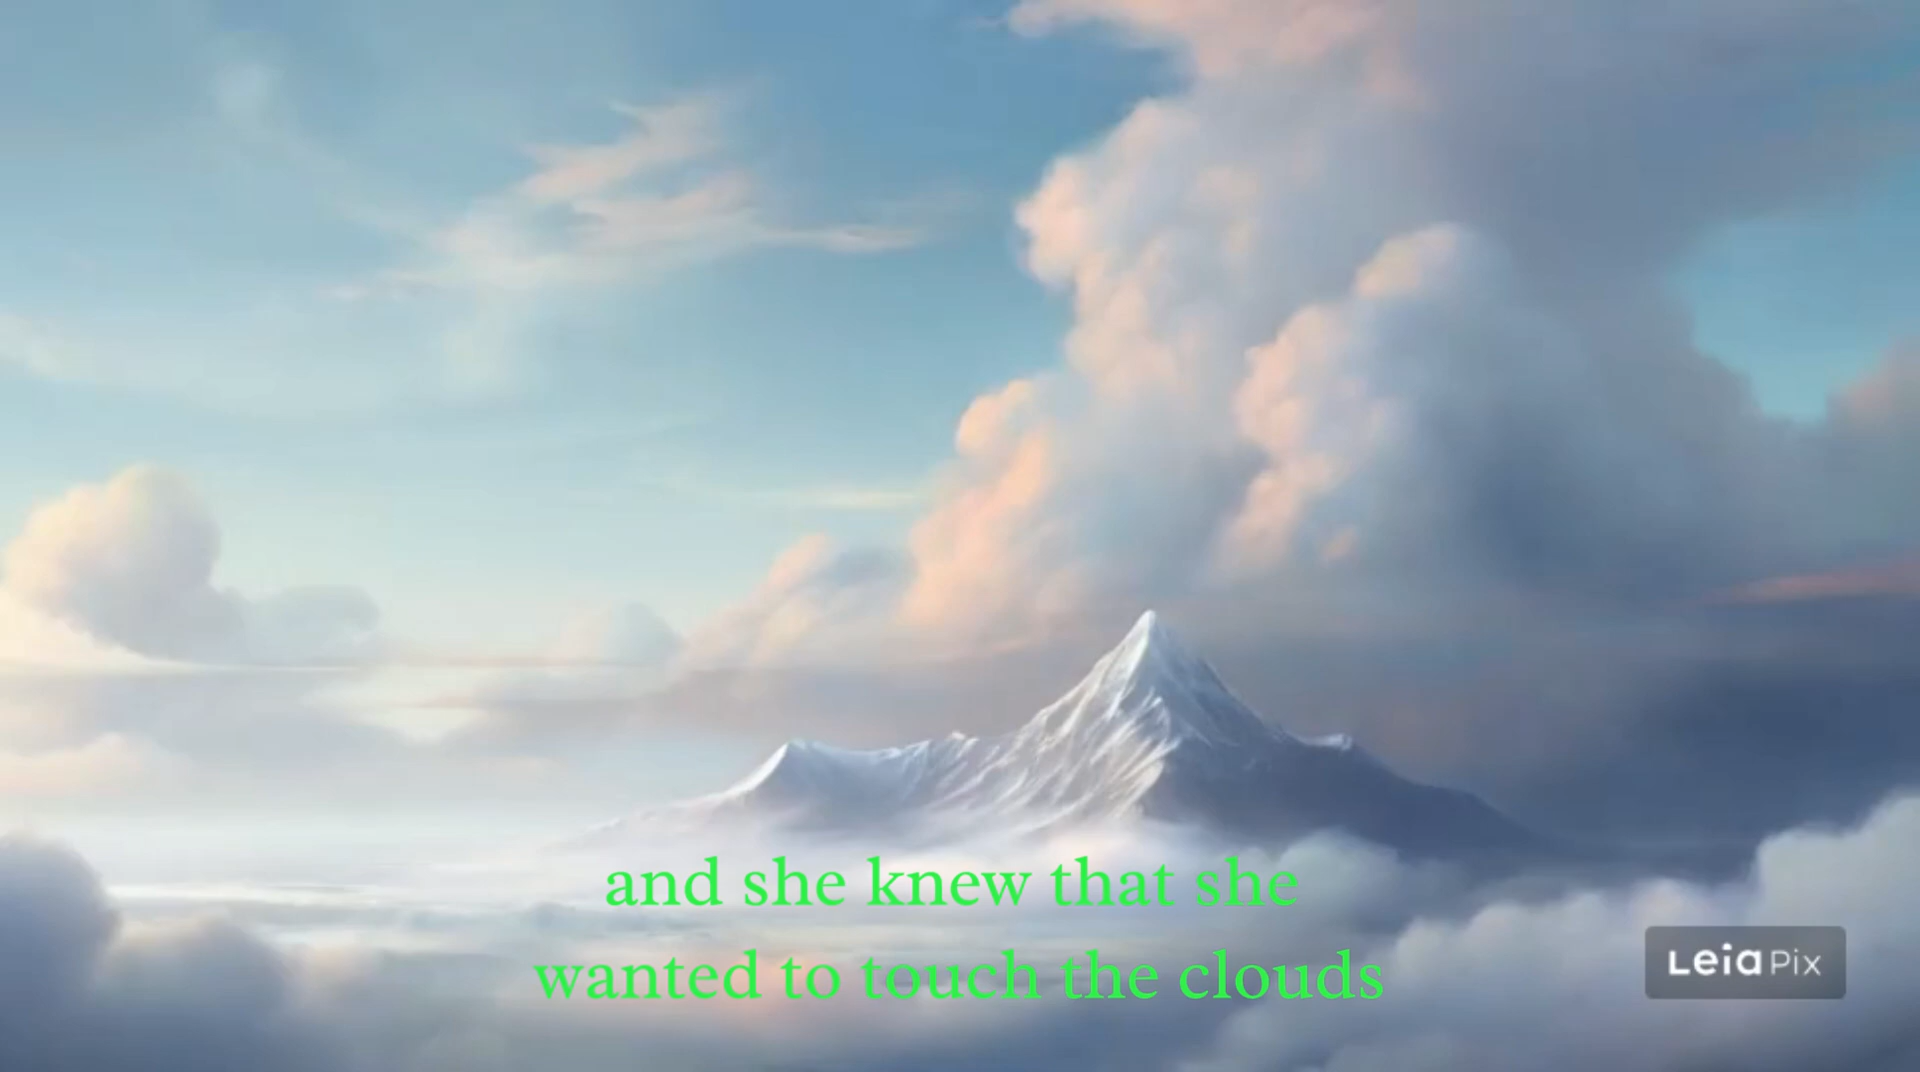 and she knew that she
wanted to touch the clouds
LeiaPix